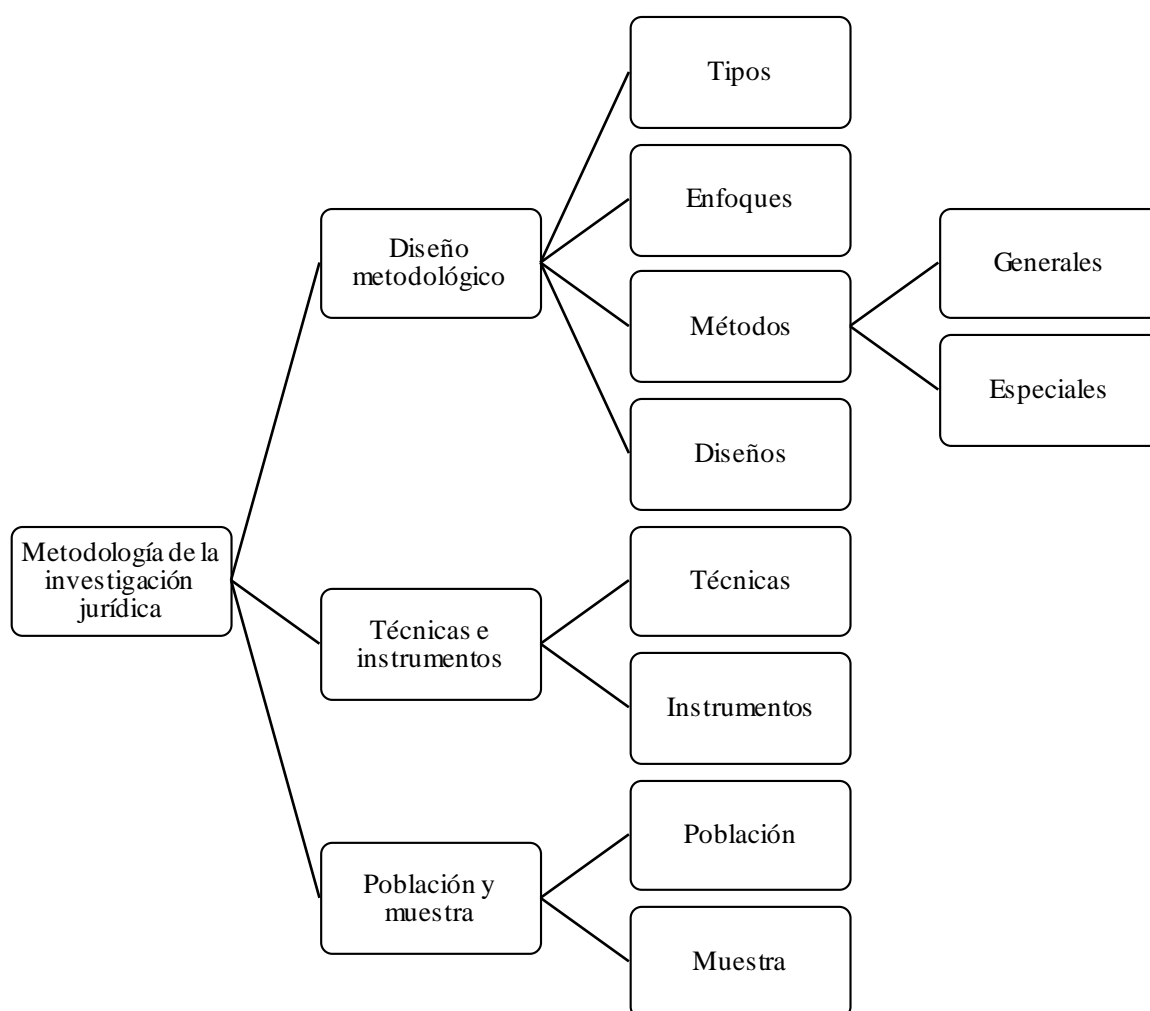 Metodología de la
investigación
jurídica
Diseño
metodológico
Tipos
Enfoques
Métodos
Generales
Especiales
Diseños
Técnicas e
instrumentos
Técnicas
Instrumentos
Población y
muestra
Población
Muestra